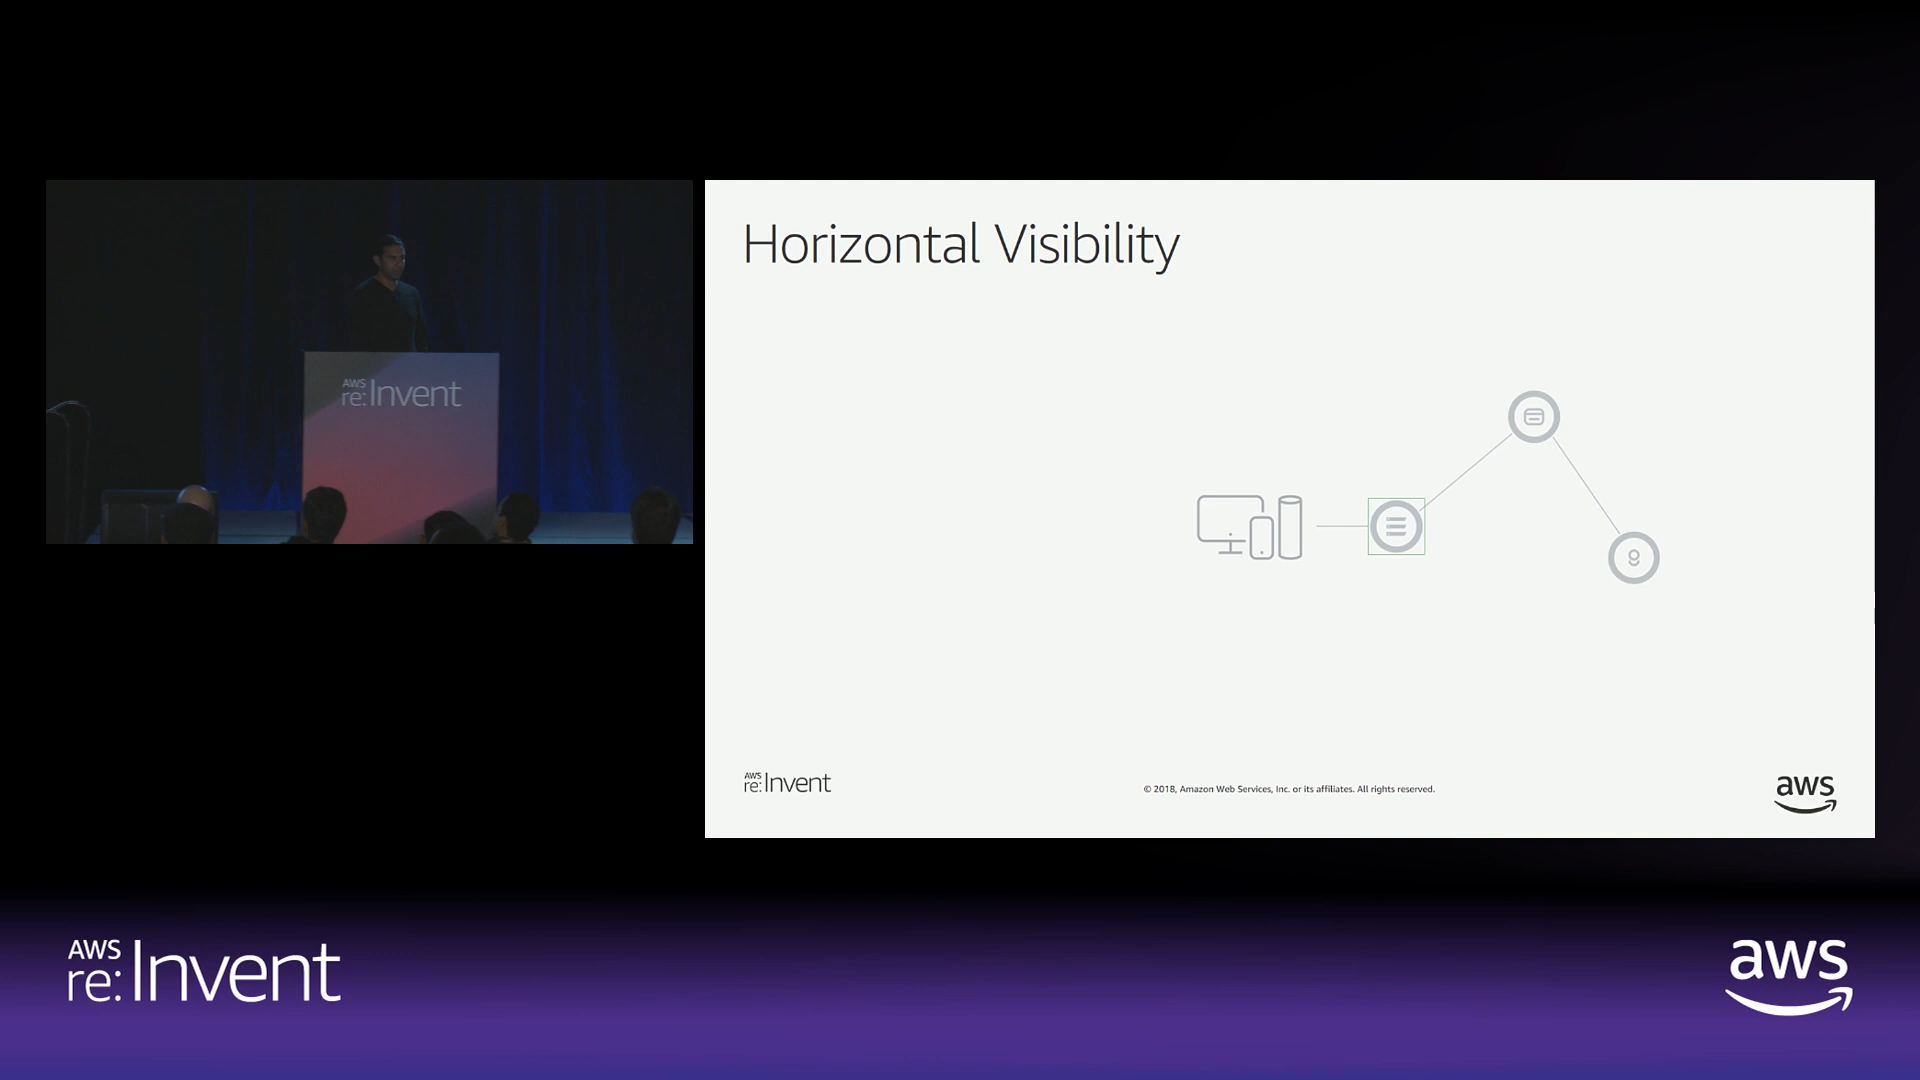 AWS
re:Invent
Horizontal Visibility
AWS
re:Invent
© 2018, Amazon Web Services, Inc. or its affiliates. All rights reserved.
aws
AWS
re:Invent
aws